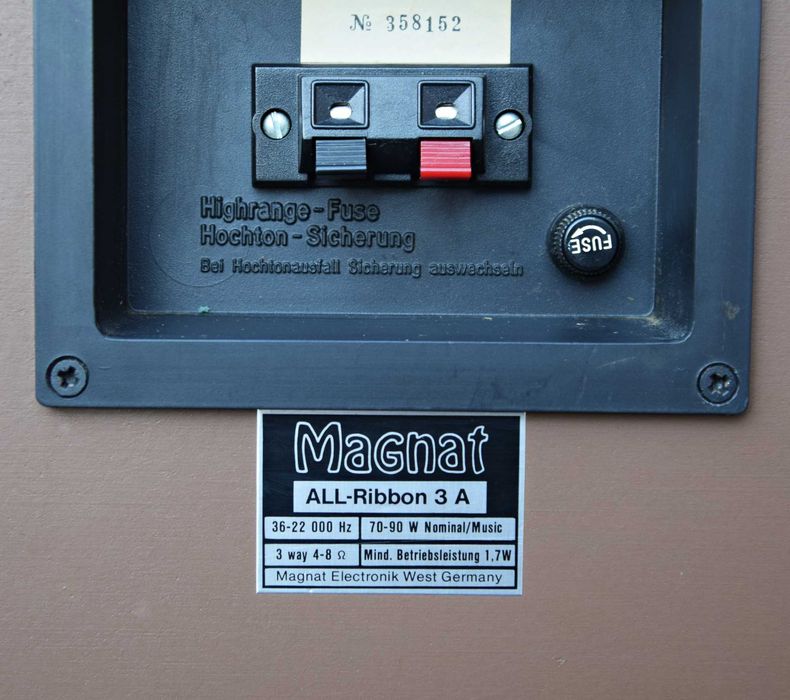 № 358152
Highrange-Fuse
Hochton-Sicherung
Bei Hochtonausfall Sicherung auswechseln
FUSE
Magnat
ALL-Ribbon 3 A
36-22 000 Hz 70-90 W Nominal/Music
3 way 4-8 Ω Mind. Betriebsleistung 1,7W
Magnat Electronik West Germany